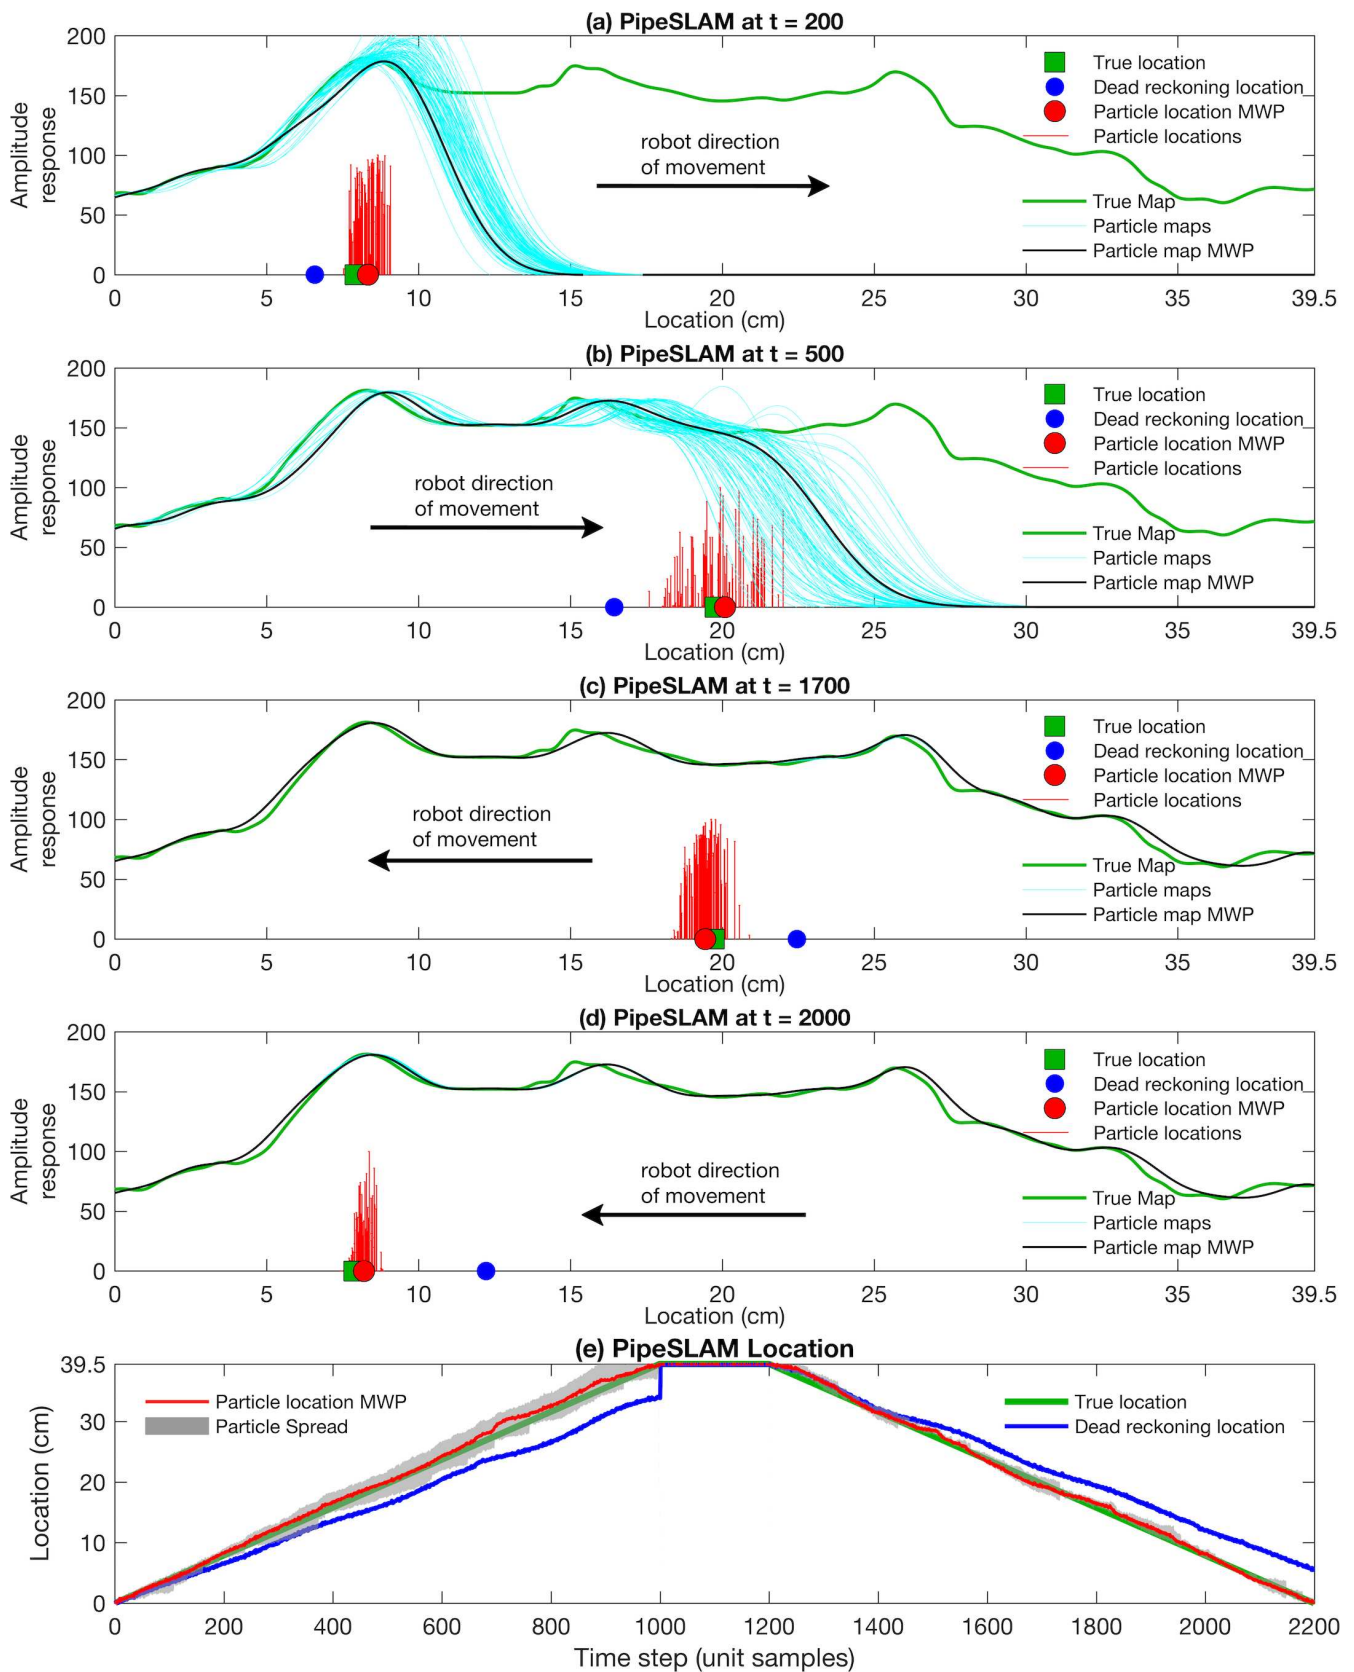 (a) PipeSLAM at t = 200
Amplitude
response
200
150
100
50
0
robot direction
of movement
True location
Dead reckoning location
Particle location MWP
Particle locations
True Map
Particle maps
Particle map MWP
0 5 10 15 20 25 30 35 39.5
Location (cm)
(b) PipeSLAM at t = 500
Amplitude
response
200
150
100
50
0
robot direction
of movement
True location
Dead reckoning location
Particle location MWP
Particle locations
True Map
Particle maps
Particle map MWP
0 5 10 15 20 25 30 35 39.5
Location (cm)
(c) PipeSLAM at t = 1700
Amplitude
response
200
150
100
50
0
robot direction
of movement
True location
Dead reckoning location
Particle location MWP
Particle locations
True Map
Particle maps
Particle map MWP
0 5 10 15 20 25 30 35 39.5
Location (cm)
(d) PipeSLAM at t = 2000
Amplitude
response
200
150
100
50
0
robot direction
of movement
True location
Dead reckoning location
Particle location MWP
Particle locations
True Map
Particle maps
Particle map MWP
0 5 10 15 20 25 30 35 39.5
Location (cm)
(e) PipeSLAM Location
Location (cm)
39.5
30
20
10
0
Particle location MWP
Particle Spread
True location
Dead reckoning location
0 200 400 600 800 1000 1200 1400 1600 1800 2000 2200
Time step (unit samples)